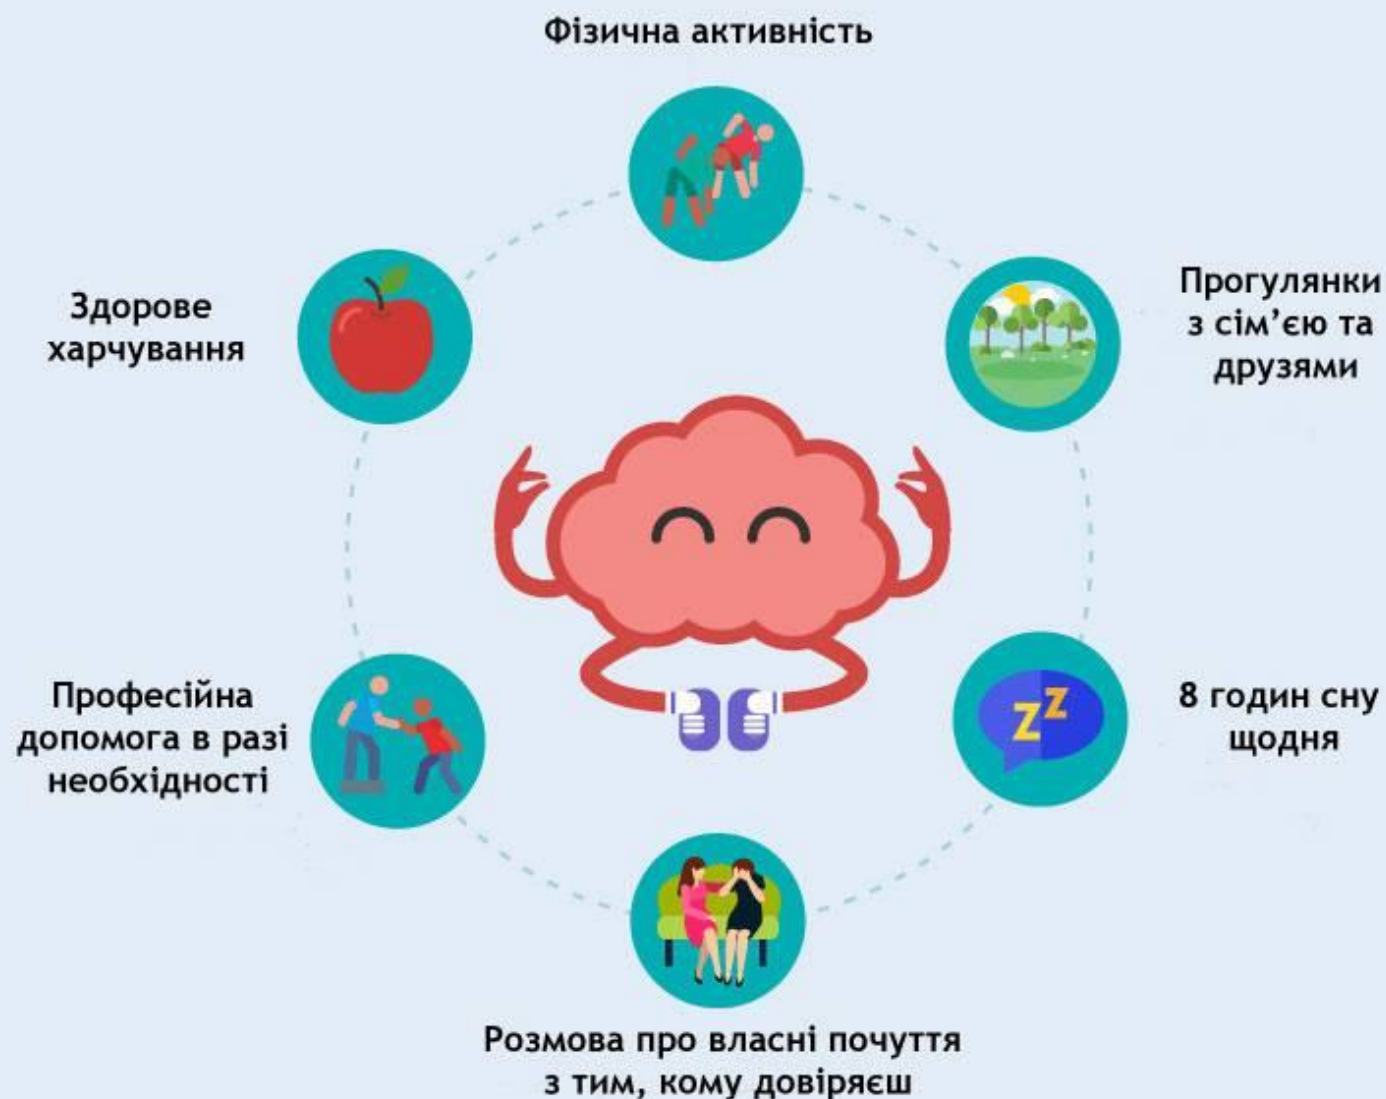 Фізична активність
Здорове
харчування
Прогулянки
з сім’єю та
друзями
Професійна
допомога в разі
необхідності
zZ
8 годин сну
щодня
Розмова про власні почуття
з тим, кому довіряєш